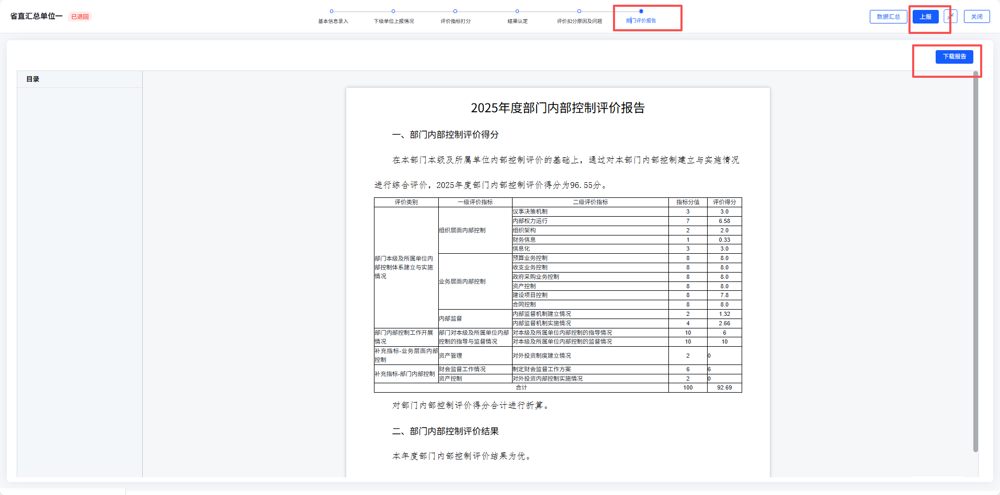 省直汇总单位一 已退回
基本信息录入 下级单位上报情况 评价指标打分 结果认定 评价扣分原因及问题 部门评价报告
数据汇总 上报 关闭
下载报告
目录
2025年度部门内部控制评价报告
一、部门内部控制评价得分
在本部门本级及所属单位内部控制评价的基础上，通过对本部门内部控制建立与实施情况
进行综合评价，2025年度部门内部控制评价得分为96.55分。
评价类别 一级评价指标 二级评价指标 指标分值 评价得分
部门本级及所属单位内
部控制体系建立与实施
情况
组织层面内部控制
议事决策机制 3 3.0
内部权力运行 7 6.58
组织架构 2 2.0
财务信息 1 0.33
信息化 3 3.0
业务层面内部控制
预算业务控制 8 8.0
收支业务控制 8 8.0
政府采购业务控制 8 8.0
资产控制 8 8.0
建设项目控制 8 7.8
合同控制 8 8.0
内部监督
内部监督机制建立情况 2 1.32
内部监督机制实施情况 4 2.66
部门内部控制工作开展
情况
部门对本级及所属单位内部
控制的指导与监督情况
对本级及所属单位内部控制的指导情况 10 6
对本级及所属单位内部控制的监督情况 10 10
补充指标-业务层面内部
控制
资产管理 对外投资制度建立情况 2 0
补充指标-部门内部控制
财会监督工作情况 制定财会监督工作方案 6 6
资产控制 对外投资内部控制实施情况 2 0
合计 100 92.69
对部门内部控制评价得分合计进行折算。
二、部门内部控制评价结果
本年度部门内部控制评价结果为优。